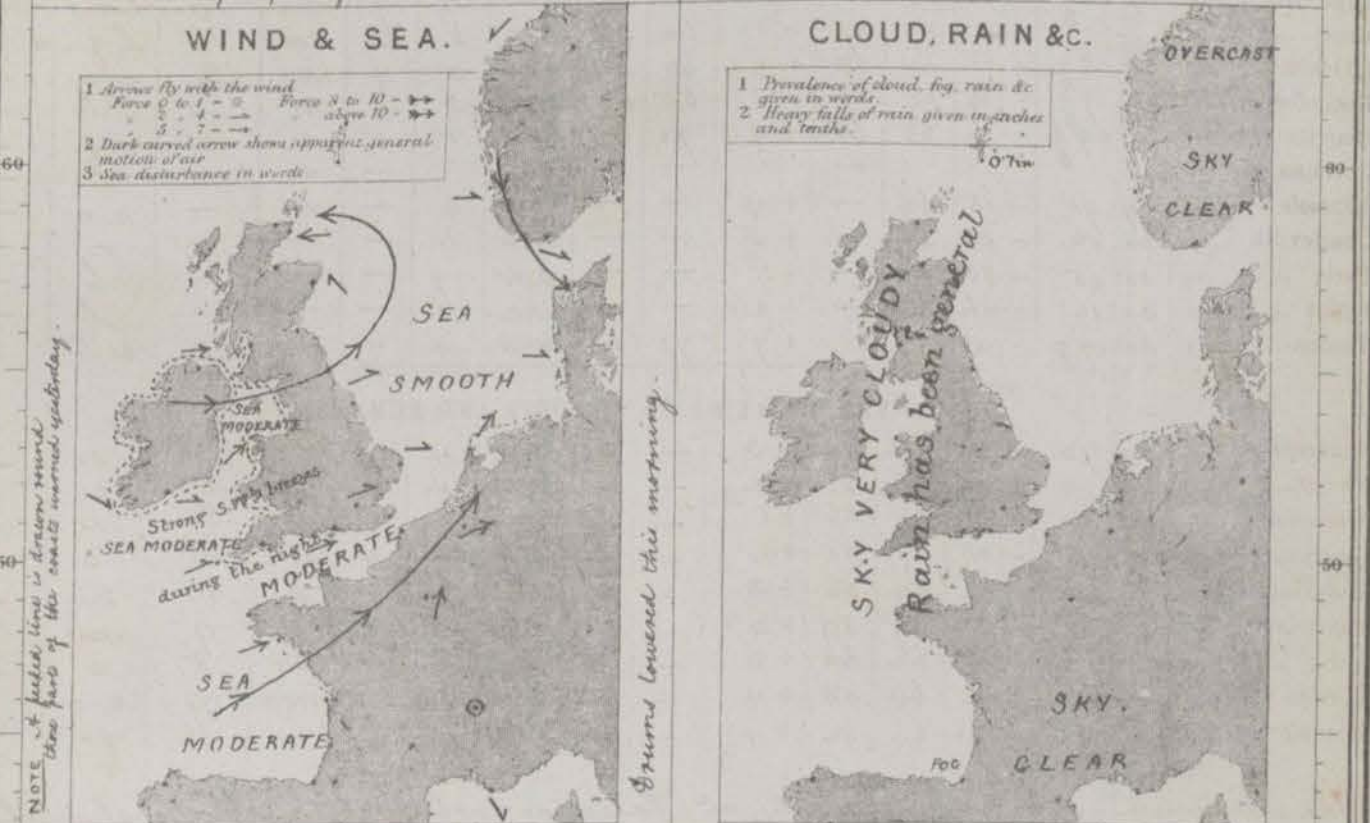 WIND & SEA.
1 Arrows fly with the wind
Force 0 to 1 - ◎ Force 8 to 10 -
" 2 " 4 - → " above 10 -
" 5 " 7 - →
2 Dark curved arrow shows apparent general
motion of air
3 Sea disturbance in words
60
50
SEA
SMOOTH
SEA
MODERATE
Strong breezes
during the night
SEA MODERATE
MODERATE
SEA
MODERATE
NOTE. A line is drawn round
those parts of the coasts warned yesterday.
Drums lowered this morning.
CLOUD, RAIN &c.
1 Prevalence of cloud, fog, rain &c
given in words.
2 Heavy falls of rain given in inches
and tenths.
0.7in
OVERCAST
SKY
CLEAR
SKY VERY CLOUDY
Rain has been general
SKY.
CLEAR
FOG
50